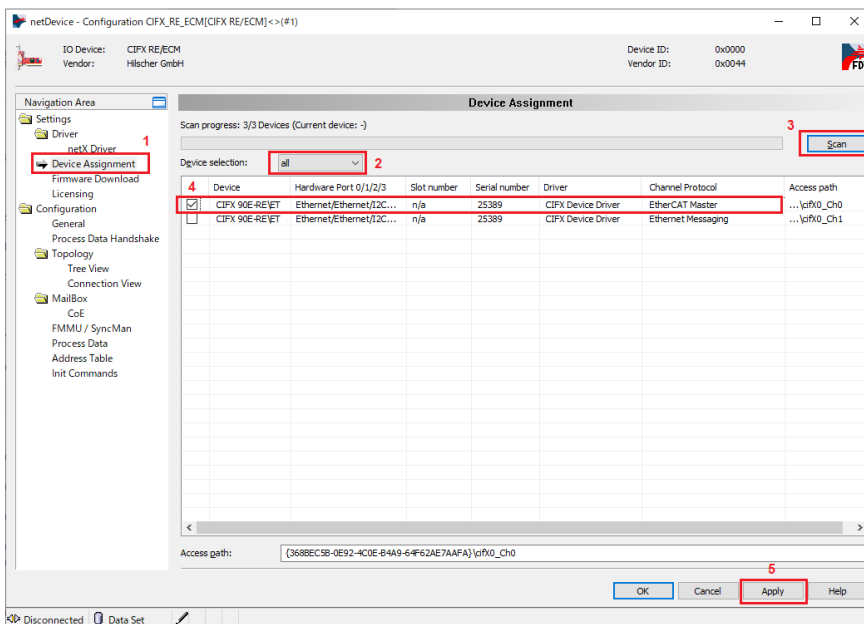 netDevice - Configuration CIFX_RE_ECM[CIFX RE/ECM]<>(#1)
IO Device: CIFX RE/ECM Device ID: 0x0000
Vendor: Hilscher GmbH Vendor ID: 0x0044
FD
Navigation Area
Settings
Driver
netX Driver
1
Device Assignment
Firmware Download
Licensing
Configuration
General
Process Data Handshake
Topology
Tree View
Connection View
MailBox
CoE
FMMU / SyncMan
Process Data
Address Table
Init Commands
Device Assignment
Scan progress: 3/3 Devices (Current device: -)
3
Scan
Device selection: all 2
4 Device Hardware Port 0/1/2/3 Slot number Serial number Driver Channel Protocol Access path
CIFX 90E-RE\ET Ethernet/Ethernet/I2C... n/a 25389 CIFX Device Driver EtherCAT Master ...\cifX0_Ch0
CIFX 90E-RE\ET Ethernet/Ethernet/I2C... n/a 25389 CIFX Device Driver Ethernet Messaging ...\cifX0_Ch1
Access path: {368BEC5B-0E92-4C0E-B4A9-64F62AE7AAFA}\cifX0_Ch0
5
OK Cancel Apply Help
Disconnected Data Set